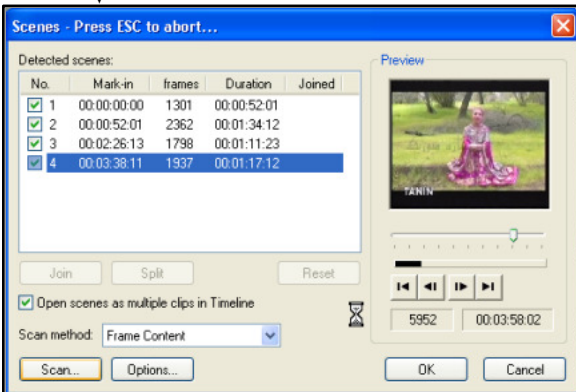 Scenes - Press ESC to abort...
Detected scenes:
No. Mark-in frames Duration Joined
1 00:00:00:00 1301 00:00:52:01
2 00:00:52:01 2362 00:01:34:12
3 00:02:26:13 1798 00:01:11:23
4 00:03:38:11 1937 00:01:17:12
Join Split Reset
Open scenes as multiple clips in Timeline
Scan method: Frame Content
Scan... Options...
Preview
TANIN
5952 00:03:58:02
OK Cancel